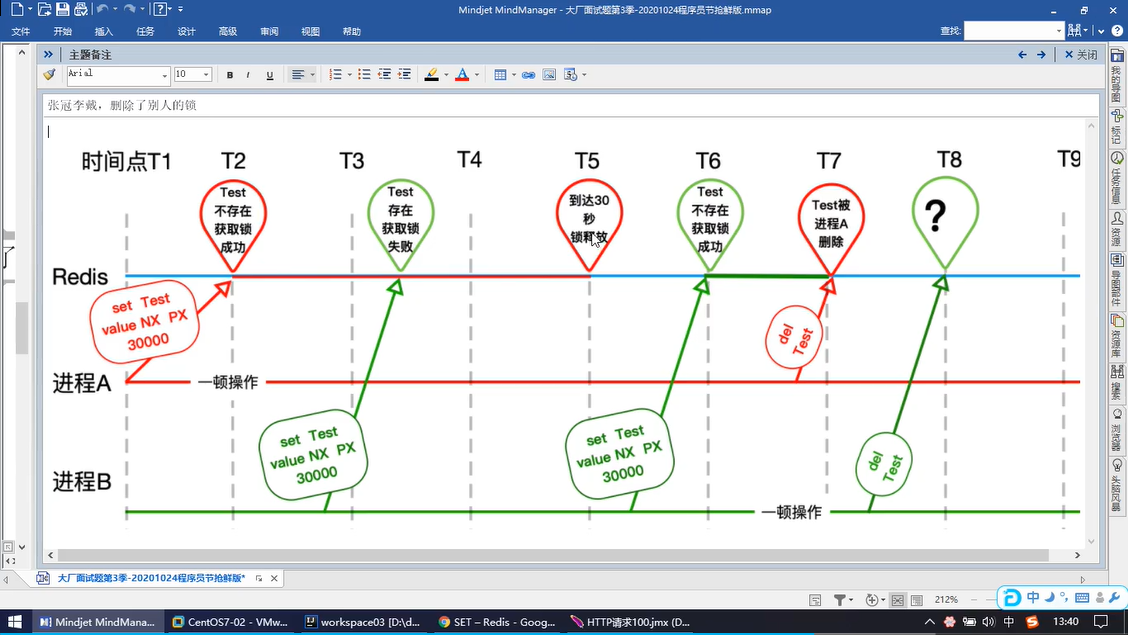 Mindjet MindManager - 大厂面试题第3季-20201024程序员节抢鲜版.mmap
文件 开始 插入 任务 设计 高级 审阅 视图 帮助 查找:
主题备注 关闭
Arial 10 B I U
张冠李戴，删除了别人的锁
时间点T1 T2 T3 T4 T5 T6 T7 T8 T9
Test
不存在
获取锁
成功
Test
存在
获取锁
失败
到达30
秒
锁释放
Test
不存在
获取锁
成功
Test被
进程A
删除
?
Redis
set Test
value NX PX
30000
del
Test
进程A 一顿操作
set Test
value NX PX
30000
set Test
value NX PX
30000
del
Test
进程B
一顿操作
我的导图
标记
任务信息
资源
导图部件
资源库
搜索
浏览器
头脑风暴
大厂面试题第3季-20201024程序员节抢鲜版*
212%
中
Mindjet MindMana... CentOS7-02 - VMw... workspace03 [D:\d... SET – Redis - Goog... HTTP请求100.jmx (D... 中 13:40